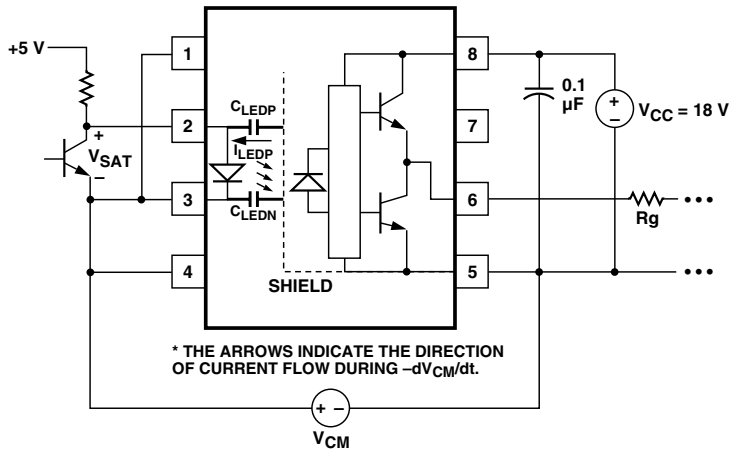 +5 V
1
8
C_LEDP
0.1
µF
+
–
V_CC = 18 V
2
7
+
V_SAT
–
I_LEDP
3
6
C_LEDN
Rg
•••
4
5
•••
SHIELD
* THE ARROWS INDICATE THE DIRECTION
OF CURRENT FLOW DURING –dV_CM/dt.
+ –
V_CM